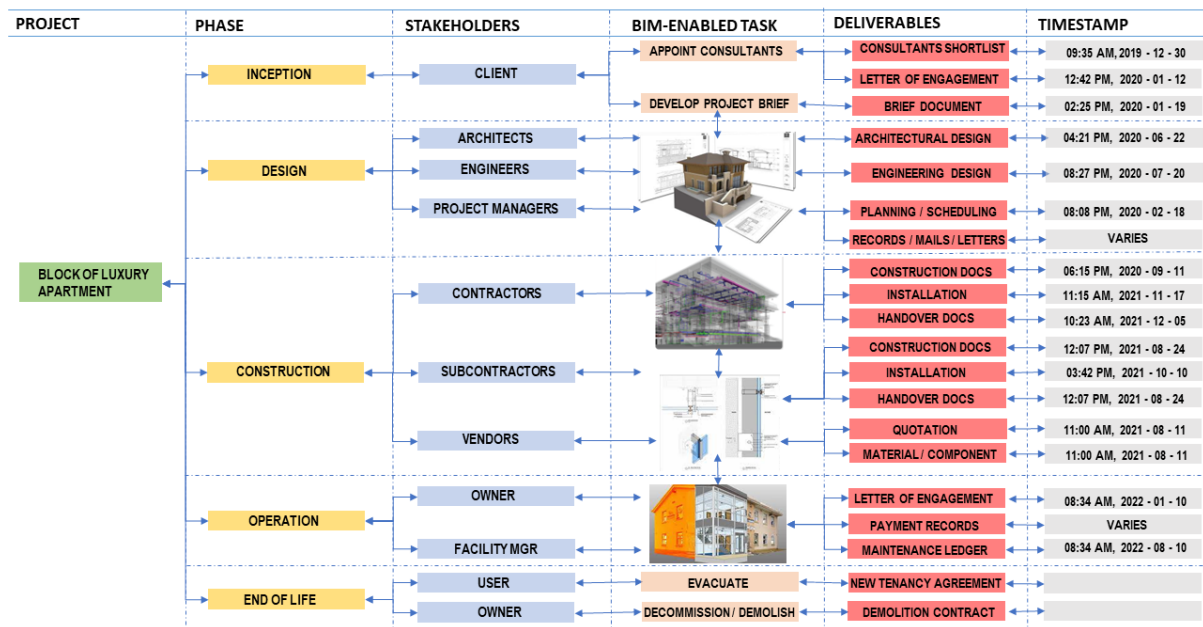 PROJECT PHASE STAKEHOLDERS BIM-ENABLED TASK DELIVERABLES TIMESTAMP
APPOINT CONSULTANTS CONSULTANTS SHORTLIST 09:35 AM, 2019 - 12 - 30
INCEPTION CLIENT LETTER OF ENGAGEMENT 12:42 PM, 2020 - 01 - 12
DEVELOP PROJECT BRIEF BRIEF DOCUMENT 02:25 PM, 2020 - 01 - 19
ARCHITECTS ARCHITECTURAL DESIGN 04:21 PM, 2020 - 06 - 22
DESIGN ENGINEERS ENGINEERING DESIGN 08:27 PM, 2020 - 07 - 20
PROJECT MANAGERS PLANNING / SCHEDULING 08:08 PM, 2020 - 02 - 18
RECORDS / MAILS / LETTERS VARIES
BLOCK OF LUXURY
APARTMENT
CONSTRUCTION DOCS 06:15 PM, 2020 - 09 - 11
CONTRACTORS INSTALLATION 11:15 AM, 2021 - 11 - 17
HANDOVER DOCS 10:23 AM, 2021 - 12 - 05
CONSTRUCTION DOCS 12:07 PM, 2021 - 08 - 24
CONSTRUCTION SUBCONTRACTORS INSTALLATION 03:42 PM, 2021 - 10 - 10
HANDOVER DOCS 12:07 PM, 2021 - 08 - 24
QUOTATION 11:00 AM, 2021 - 08 - 11
VENDORS MATERIAL / COMPONENT 11:00 AM, 2021 - 08 - 11
OWNER LETTER OF ENGAGEMENT 08:34 AM, 2022 - 01 - 10
OPERATION PAYMENT RECORDS VARIES
FACILITY MGR MAINTENANCE LEDGER 08:34 AM, 2022 - 08 - 10
USER EVACUATE NEW TENANCY AGREEMENT
END OF LIFE
OWNER DECOMMISSION / DEMOLISH DEMOLITION CONTRACT